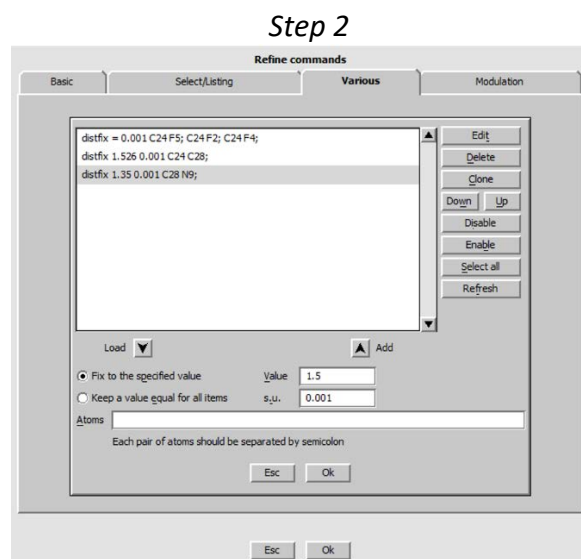 Step 2
Refine commands
Basic Select/Listing Various Modulation
distfix = 0.001 C24 F5; C24 F2; C24 F4;
distfix 1.526 0.001 C24 C28;
distfix 1.35 0.001 C28 N9;
Edit
Delete
Clone
Down Up
Disable
Enable
Select all
Refresh
Load Add
Fix to the specified value Value 1.5
Keep a value equal for all items s.u. 0.001
Atoms
Each pair of atoms should be separated by semicolon
Esc Ok
Esc Ok